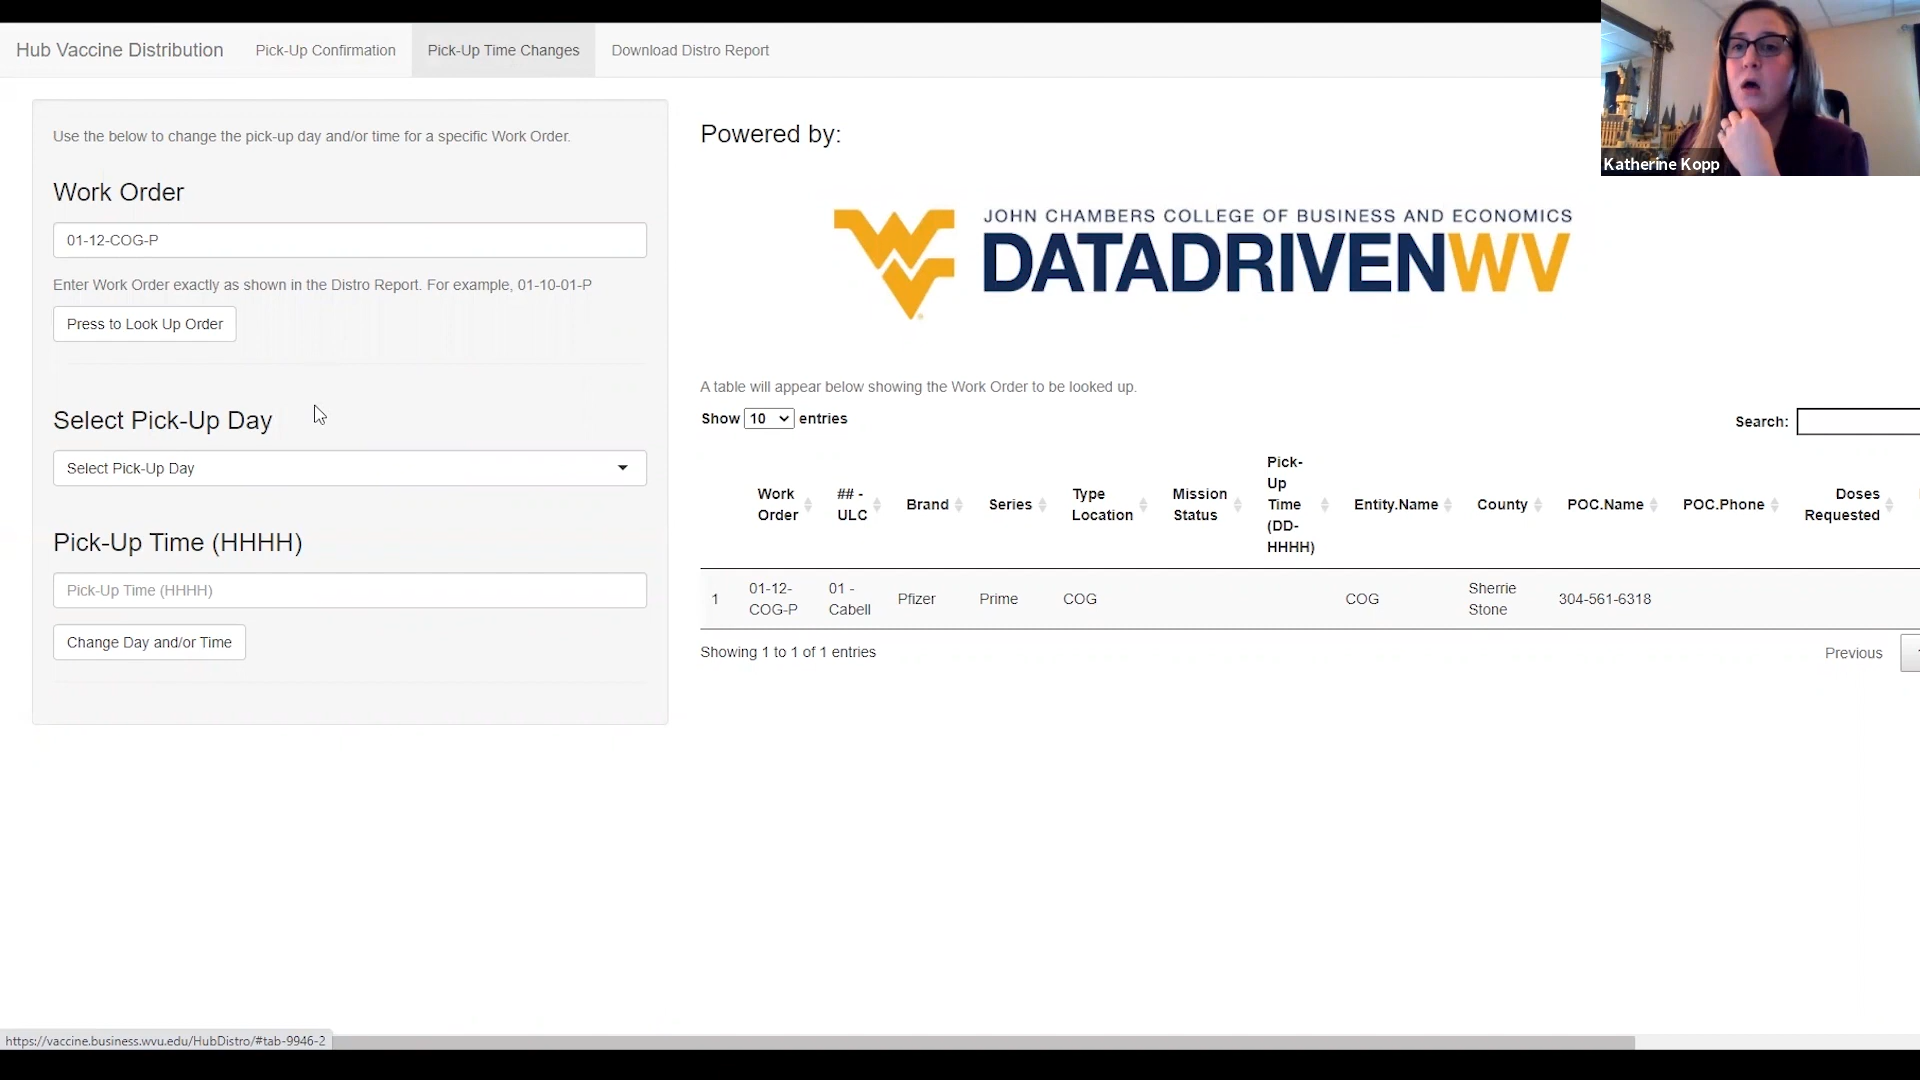 Hub Vaccine Distribution
Pick-Up Confirmation
Pick-Up Time Changes
Download Distro Report
Katherine Kopp
Use the below to change the pick-up day and/or time for a specific Work Order.
Work Order
01-12-COG-P
Enter Work Order exactly as shown in the Distro Report. For example, 01-10-01-P
Press to Look Up Order
Select Pick-Up Day
Select Pick-Up Day
Pick-Up Time (HHHH)
Pick-Up Time (HHHH)
Change Day and/or Time
Powered by:
JOHN CHAMBERS COLLEGE OF BUSINESS AND ECONOMICS
DATADRIVENWV
A table will appear below showing the Work Order to be looked up.
Show 10 entries
Search:
Work
Order
## -
ULC
Brand
Series
Type
Location
Mission
Status
Pick-
Up
Time
(DD-
HHHH)
Entity.Name
County
POC.Name
POC.Phone
Doses
Requested
1
01-12-
COG-P
01 -
Cabell
Pfizer
Prime
COG
COG
Sherrie
Stone
304-561-6318
Showing 1 to 1 of 1 entries
Previous
https://vaccine.business.wvu.edu/HubDistro/#tab-9946-2